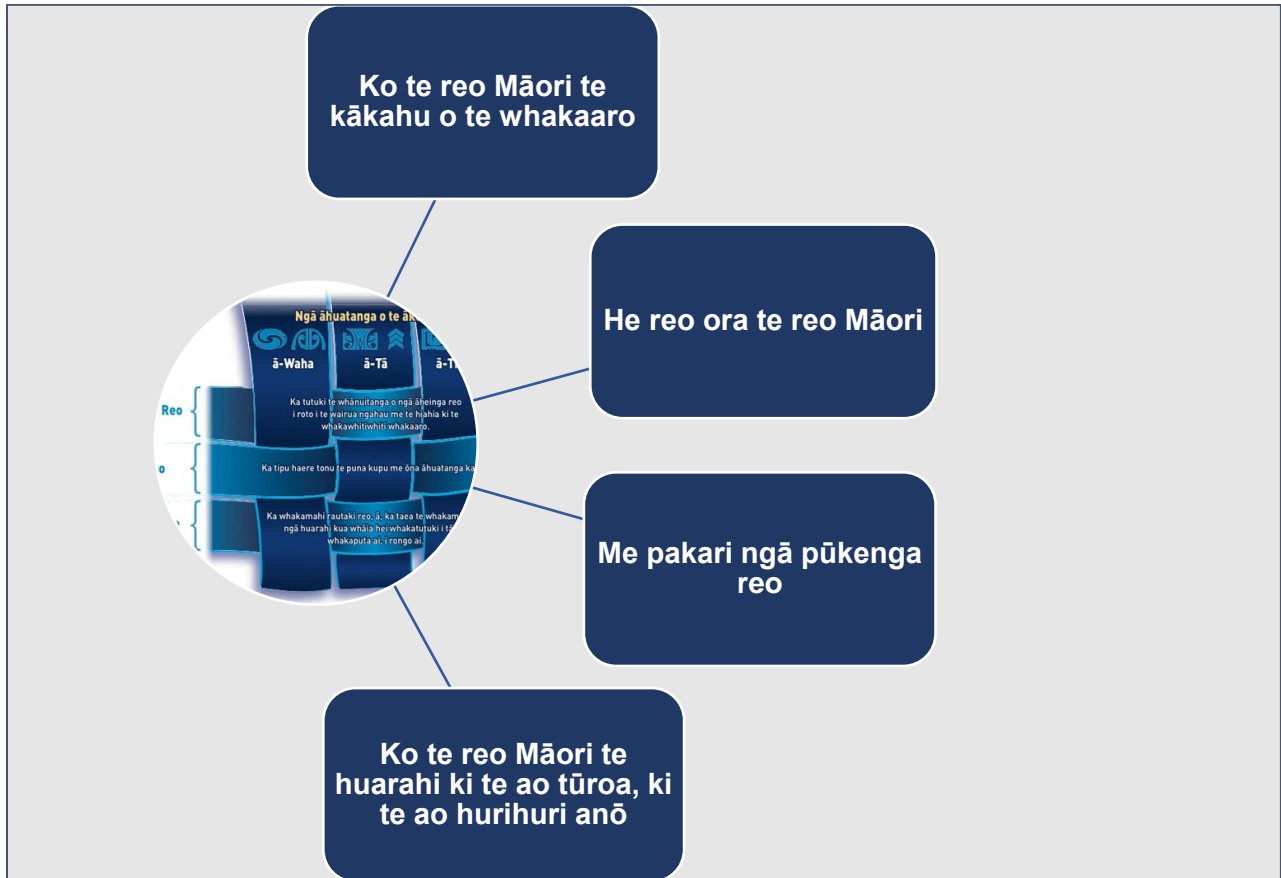 Ko te reo Māori te
kākahu o te whakaaro
He reo ora te reo Māori
Me pakari ngā pūkenga
reo
Ko te reo Māori te
huarahi ki te ao tūroa, ki
te ao hurihuri anō
Ngā āhuatanga o te
ā-Waha
ā-Tā
Reo
Ka tutuki te whānuitanga o ngā āheinga reo
i roto i te wairua ngahau me te hiahia ki te
whakawhitiwhiti whakaaro.
o
Ka tipu haere tonu te puna kupu me ōna āhuatanga
Ka whakamahi rautaki reo, ā, ka taea te
ngā huarahi kua whāia hei whakatutuki i
whakaputa ai, i rongo ai.